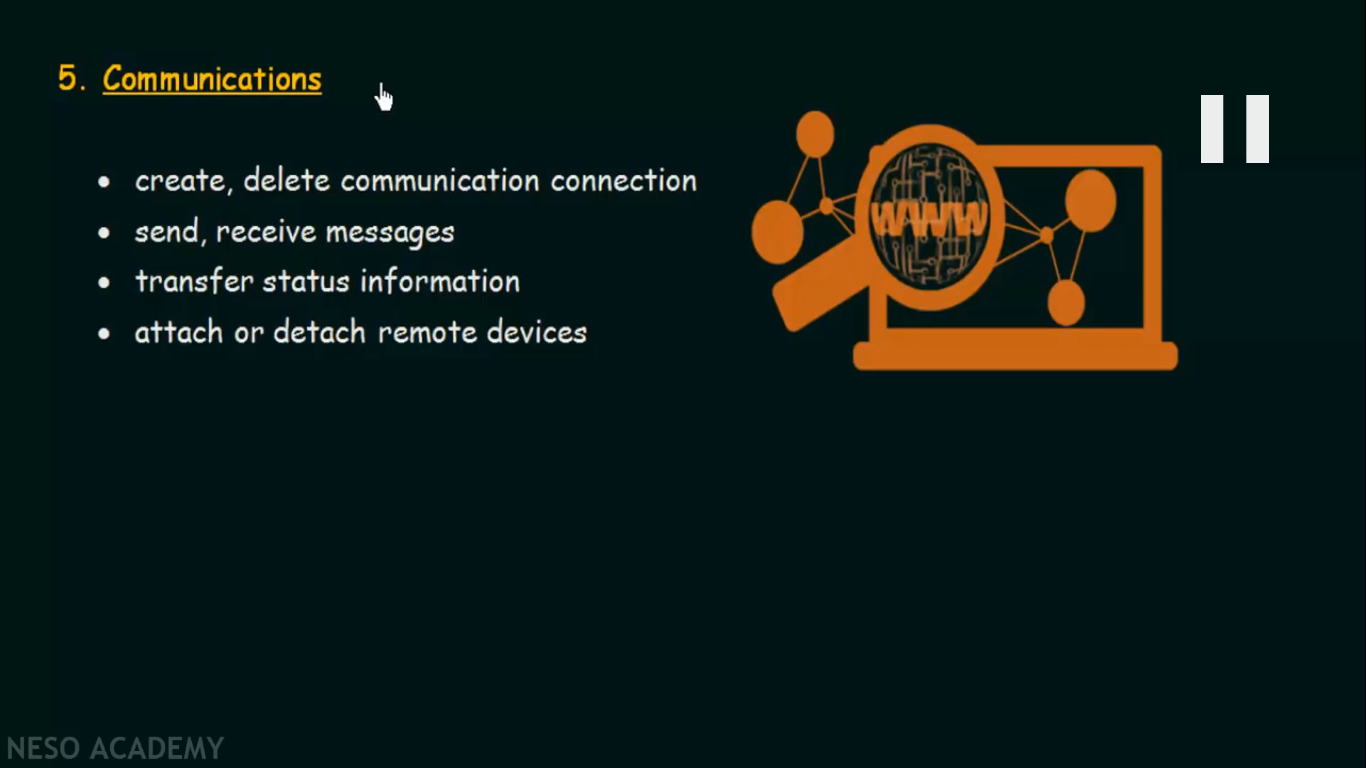 5. Communications
• create, delete communication connection
• send, receive messages
• transfer status information
• attach or detach remote devices
WWW
NESO ACADEMY